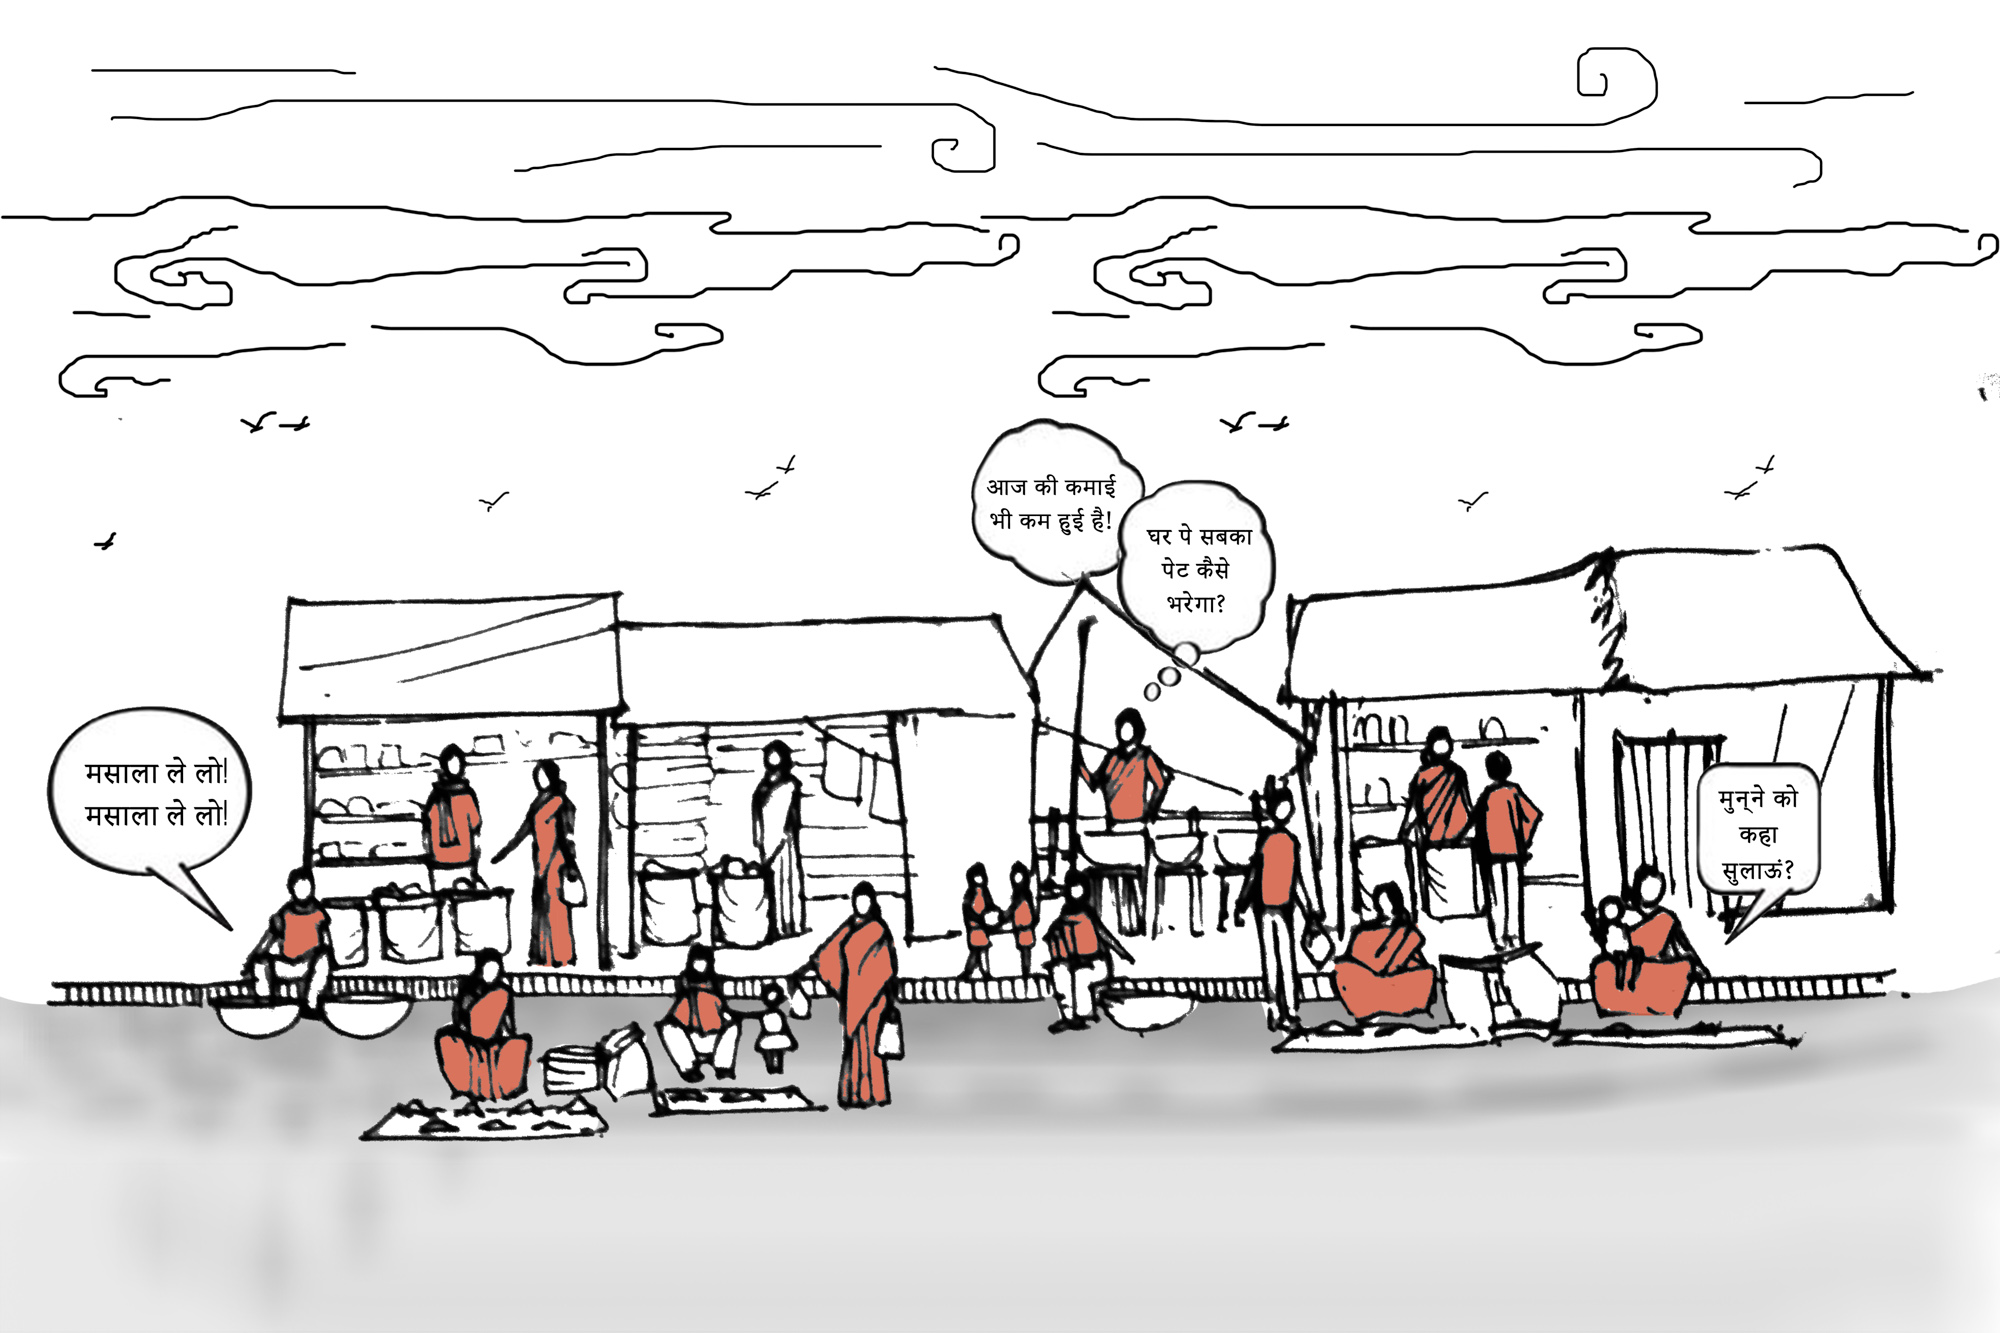 आज की कमाई
भी कम हुई है!
घर पे सबका
पेट कैसे
भरेगा?
मसाला ले लो!
मसाला ले लो!
मुन्‌ने को
कहा
सुलाऊं?